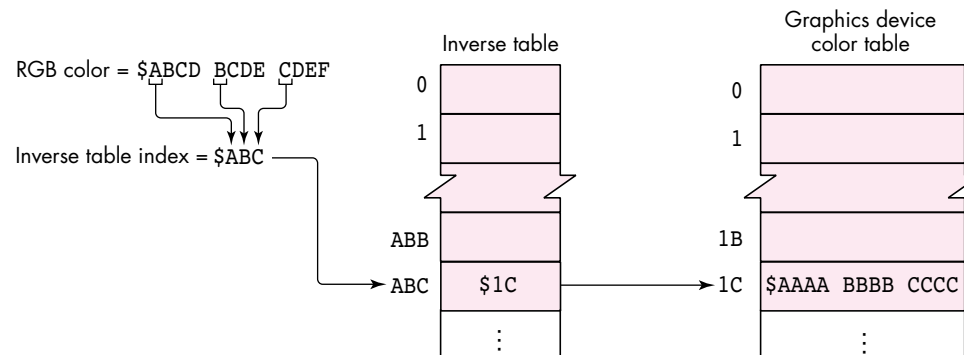 Graphics device
color table
Inverse table
RGB color = $ABCD BCDE CDEF
0
0
1
1
Inverse table index = $ABC
ABB
1B
ABC
$1C
1C
$AAAA BBBB CCCC
⋮
⋮